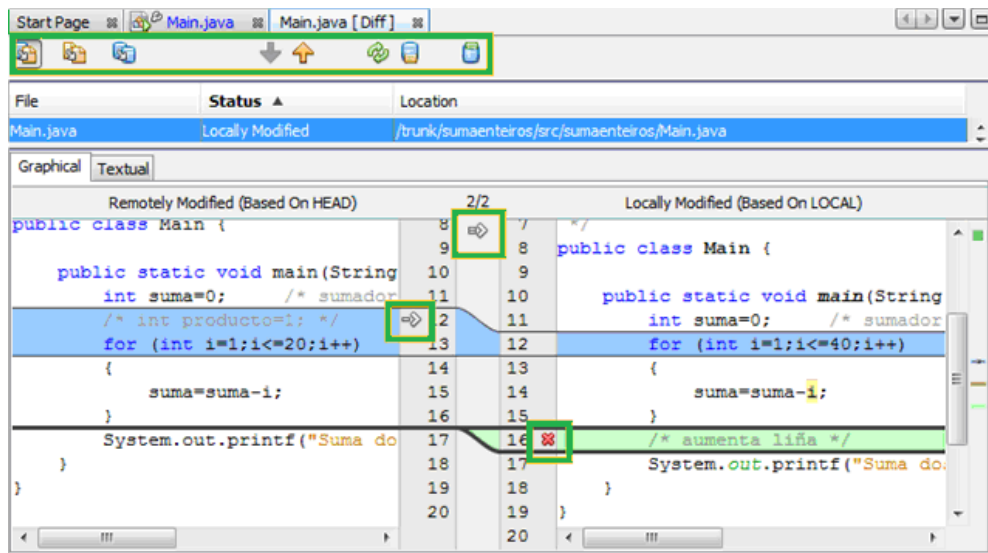 Start Page Main.java Main.java [ Diff ]
File Status ▲ Location
Main.java Locally Modified /trunk/sumaenteiros/src/sumaenteiros/Main.java
Graphical Textual
Remotely Modified (Based On HEAD) 2/2 Locally Modified (Based On LOCAL)
public class Main { 8
9
public static void main(String 10
int suma=0; /* sumador 11
/* int producto=1; */ 12
for (int i=1;i<=20;i++) 13
{ 14
suma=suma-i; 15
} 16
System.out.printf("Suma do 17
} 18
} 19
20
7 */
8 public class Main {
9
10 public static void main(String
11 int suma=0; /* sumador
12 for (int i=1;i<=40;i++)
13 {
14 suma=suma-i;
15 }
16 /* aumenta liña */
17 System.out.printf("Suma do
18 }
19 }
20